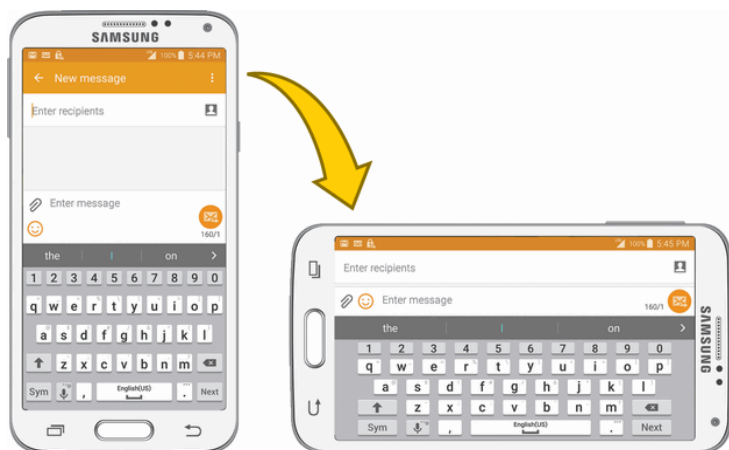 SAMSUNG
100% 5:44 PM
New message
Enter recipients
Enter message
160/1
the I on >
1 2 3 4 5 6 7 8 9 0
q w e r t y u i o p
a s d f g h j k l
z x c v b n m
Sym , English(US) . Next
100% 5:45 PM
Enter recipients
Enter message
160/1
the I on >
1 2 3 4 5 6 7 8 9 0
q w e r t y u i o p
a s d f g h j k l
z x c v b n m
Sym , English(US) . Next
SAMSUNG